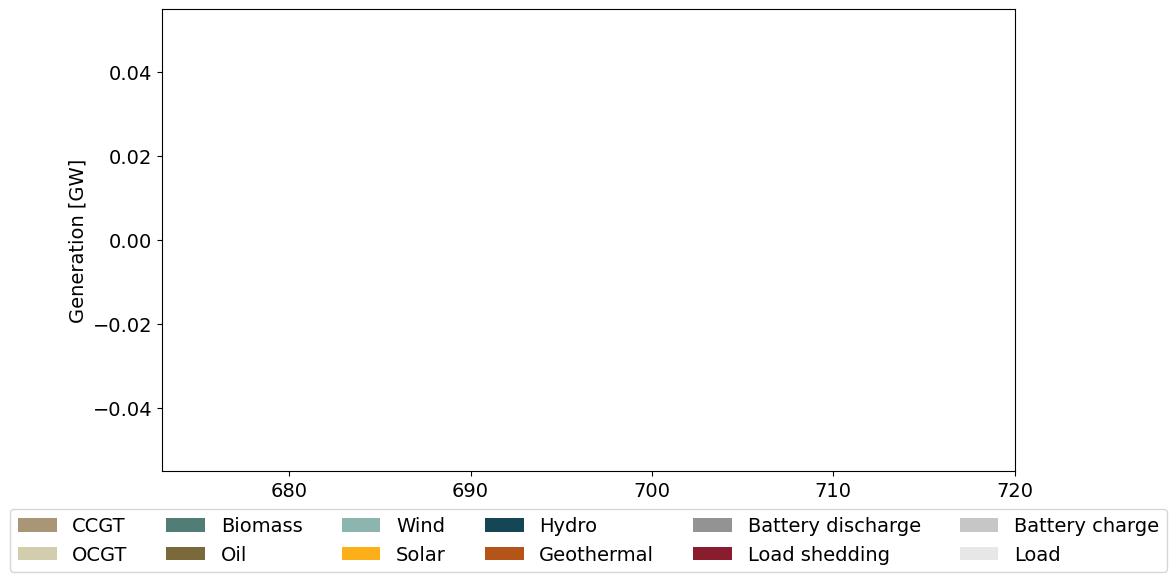 0.04
0.02
0.00
−0.02
−0.04
Generation [GW]
680 690 700 710 720
CCGT Biomass Wind Hydro Battery discharge Battery charge
OCGT Oil Solar Geothermal Load shedding Load